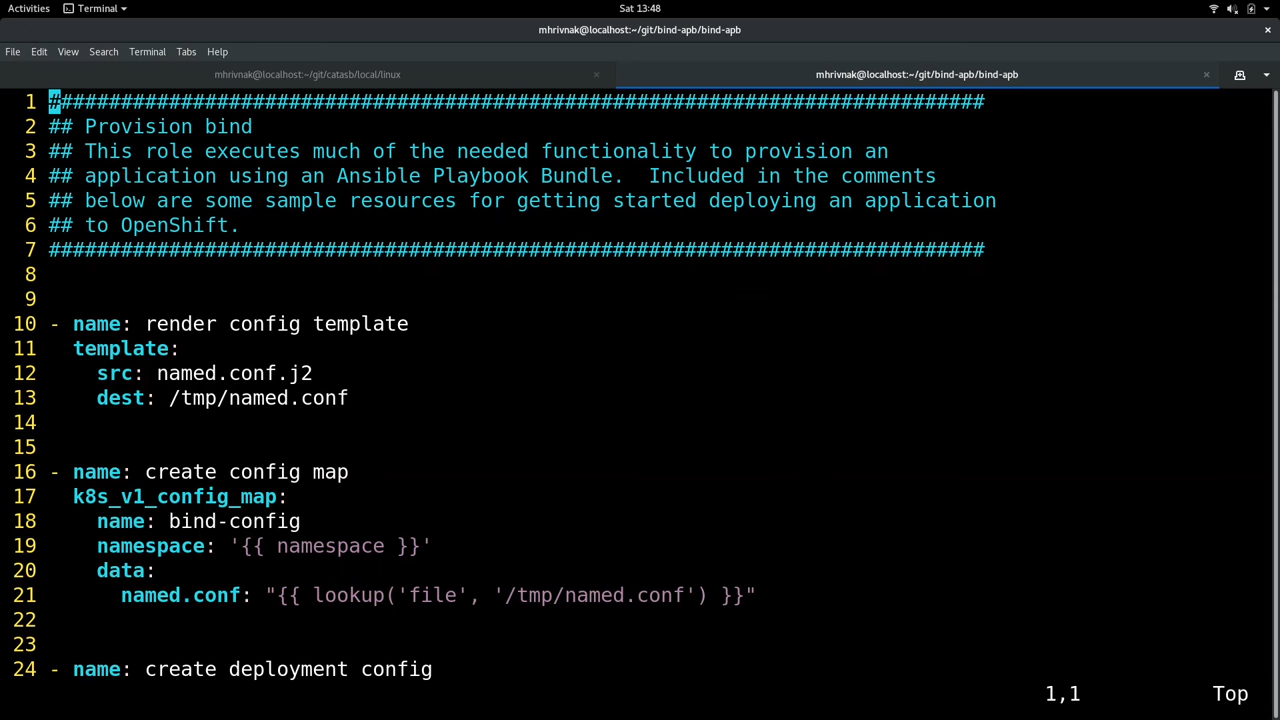 Activities Terminal Sat 13:48
mhrivnak@localhost:~/git/bind-apb/bind-apb ×
File Edit View Search Terminal Tabs Help
mhrivnak@localhost:~/git/catasb/local/linux × mhrivnak@localhost:~/git/bind-apb/bind-apb ×
1 ##############################################################################
2 ## Provision bind
3 ## This role executes much of the needed functionality to provision an
4 ## application using an Ansible Playbook Bundle.  Included in the comments
5 ## below are some sample resources for getting started deploying an application
6 ## to OpenShift.
7 ##############################################################################
8
9
10 - name: render config template
11   template:
12     src: named.conf.j2
13     dest: /tmp/named.conf
14
15
16 - name: create config map
17   k8s_v1_config_map:
18     name: bind-config
19     namespace: '{{ namespace }}'
20     data:
21       named.conf: "{{ lookup('file', '/tmp/named.conf') }}"
22
23
24 - name: create deployment config
1,1 Top